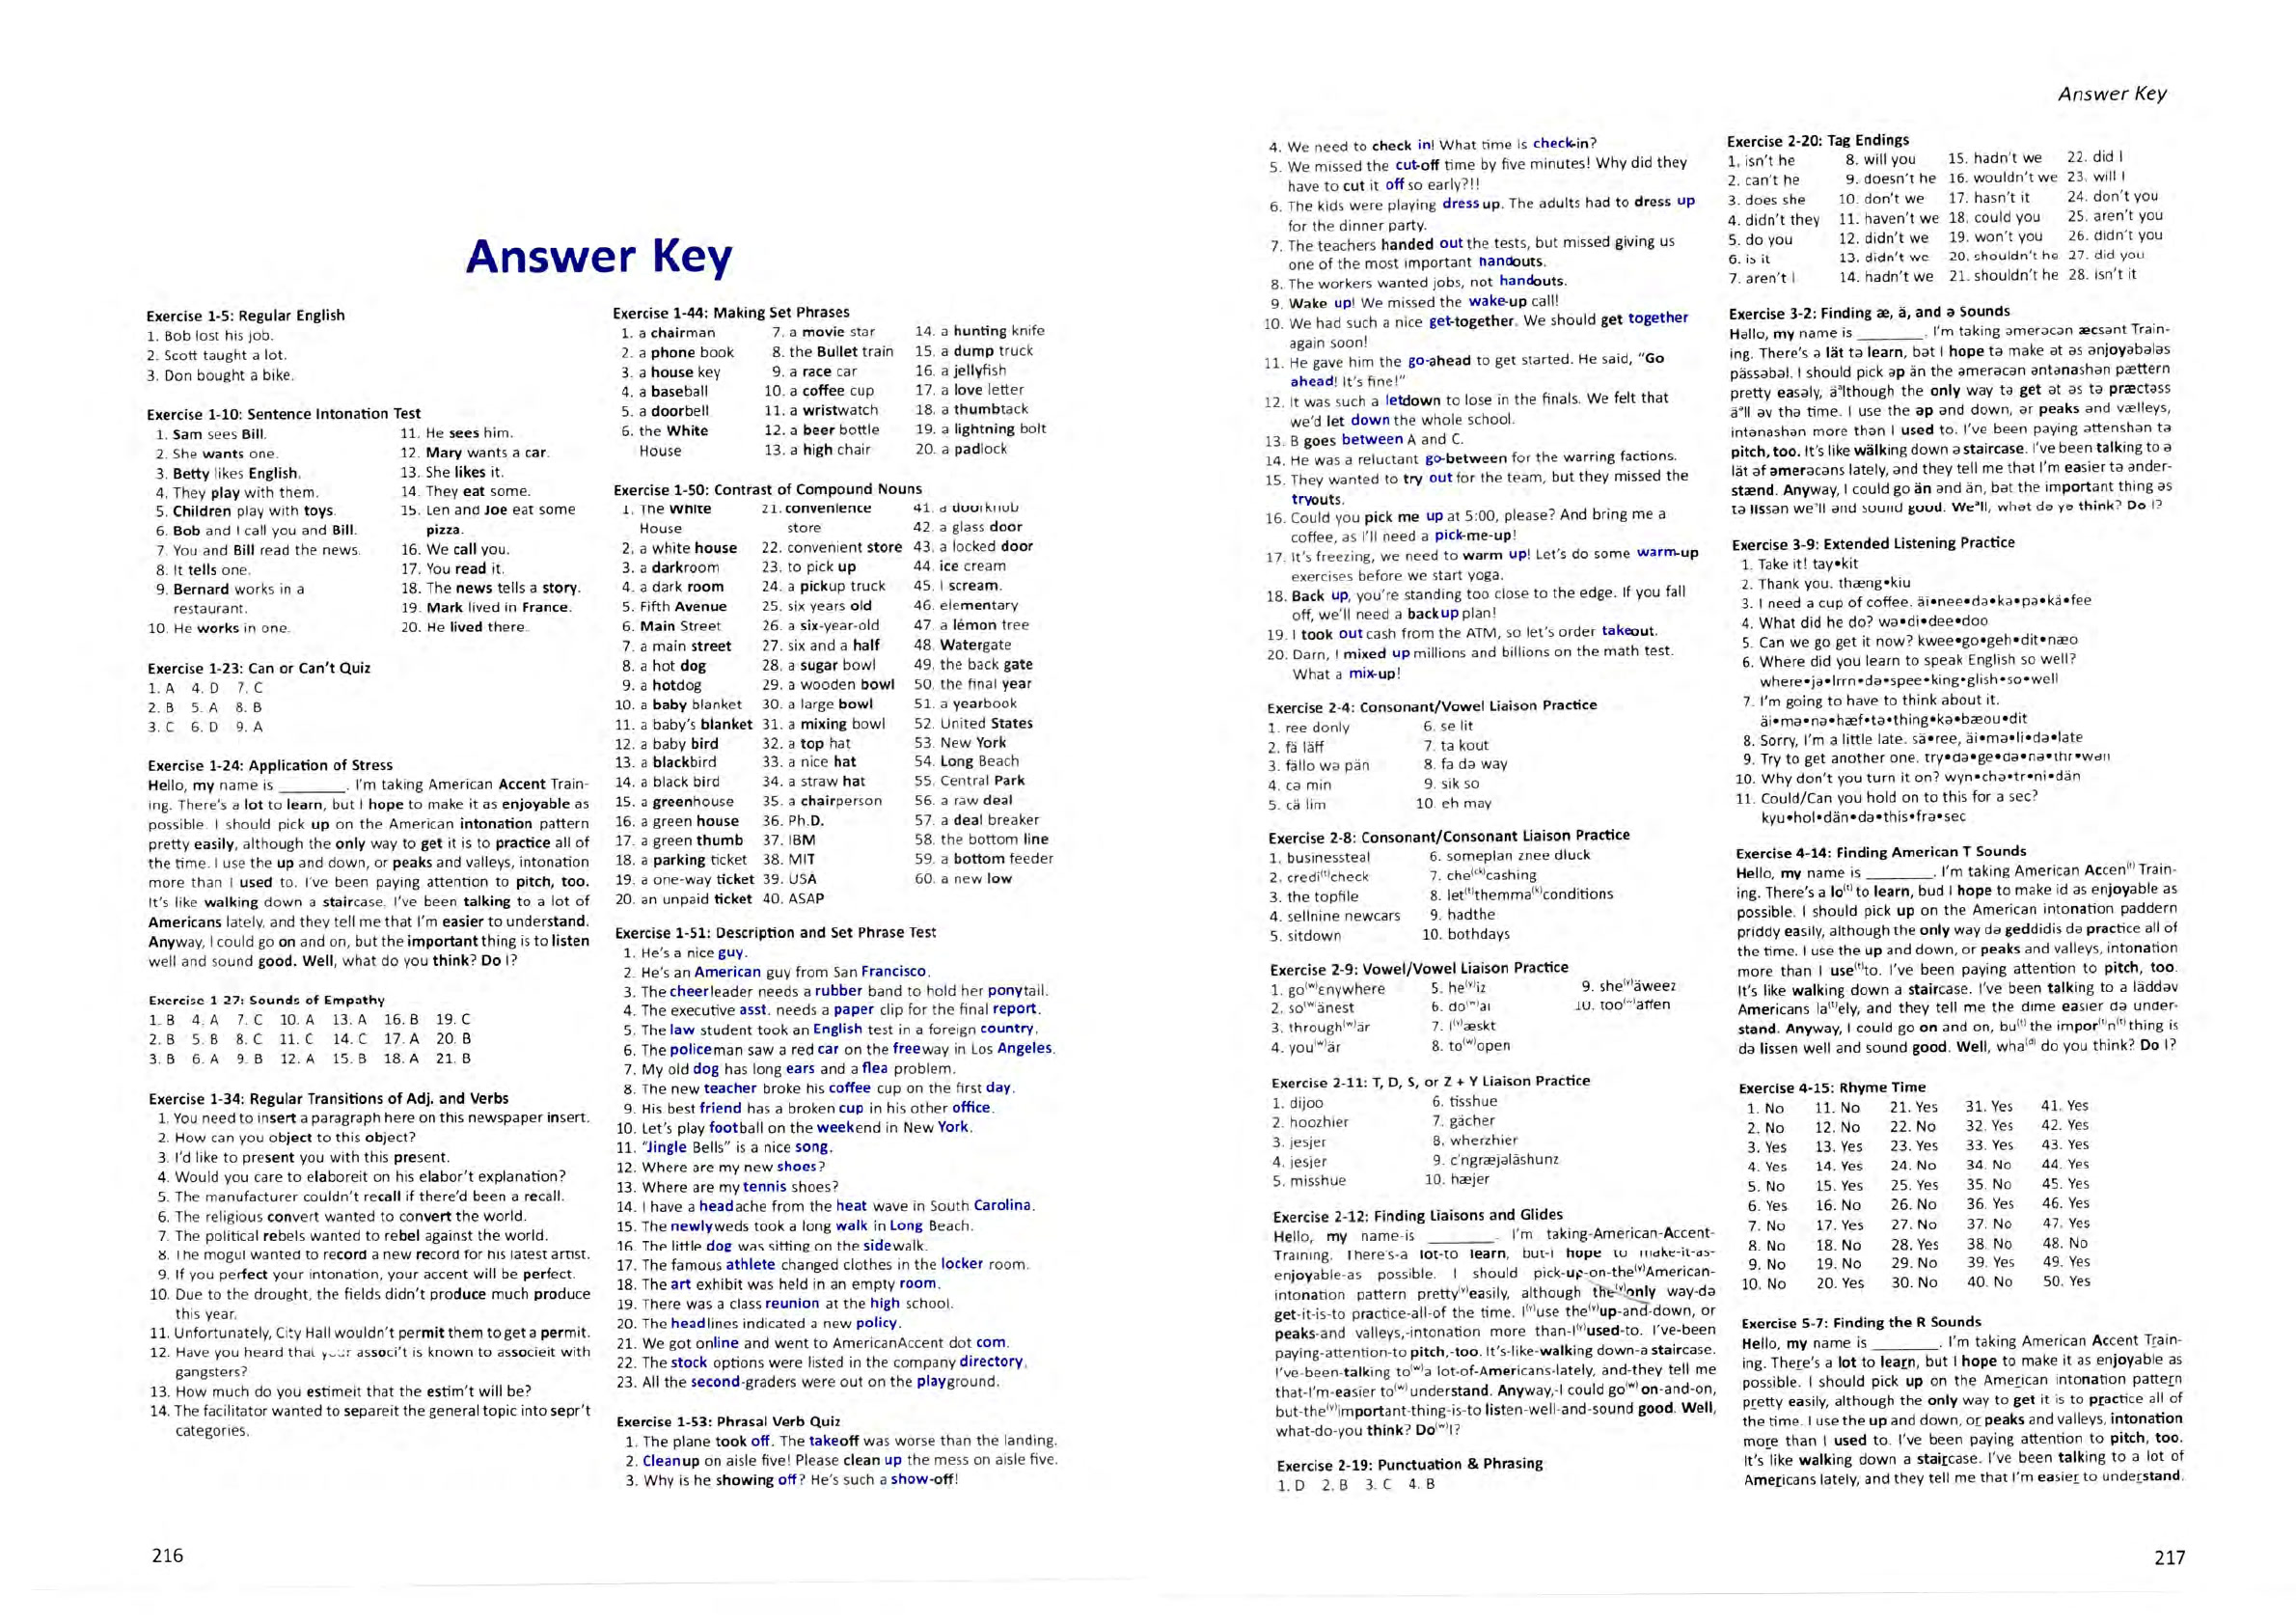 Answer Key
Exercise 1-5: Regular English
1. Bob lost his job.
2. Scott taught a lot.
3. Don bought a bike.
Exercise 1-10: Sentence Intonation Test
1. Sam sees Bill.
2. She wants one.
3. Betty likes English.
4. They play with them.
5. Children play with toys.
6. Bob and I call you and Bill.
7. You and Bill read the news.
8. It tells one.
9. Bernard works in a
restaurant.
10. He works in one.
11. He sees him.
12. Mary wants a car.
13. She likes it.
14. They eat some.
15. Len and Joe eat some
pizza.
16. We call you.
17. You read it.
18. The news tells a story.
19. Mark lived in France.
20. He lived there.
Exercise 1-23: Can or Can't Quiz
1. A 4. D 7. C
2. B 5. A 8. B
3. C 6. D 9. A
Exercise 1-24: Application of Stress
Hello, my name is ________. I'm taking American Accent Train-
ing. There's a lot to learn, but I hope to make it as enjoyable as
possible. I should pick up on the American intonation pattern
pretty easily, although the only way to get it is to practice all of
the time. I use the up and down, or peaks and valleys, intonation
more than I used to. I've been paying attention to pitch, too.
It's like walking down a staircase. I've been talking to a lot of
Americans lately, and they tell me that I'm easier to understand.
Anyway, I could go on and on, but the important thing is to listen
well and sound good. Well, what do you think? Do I?
Exercise 1-27: Sounds of Empathy
1. B 4. A 7. C 10. A 13. A 16. B 19. C
2. B 5. B 8. C 11. C 14. C 17. A 20. B
3. B 6. A 9. B 12. A 15. B 18. A 21. B
Exercise 1-34: Regular Transitions of Adj. and Verbs
1. You need to insert a paragraph here on this newspaper insert.
2. How can you object to this object?
3. I'd like to present you with this present.
4. Would you care to elaboreit on his elabor't explanation?
5. The manufacturer couldn't recall if there'd been a recall.
6. The religious convert wanted to convert the world.
7. The political rebels wanted to rebel against the world.
8. The mogul wanted to record a new record for his latest artist.
9. If you perfect your intonation, your accent will be perfect.
10. Due to the drought, the fields didn't produce much produce
this year.
11. Unfortunately, City Hall wouldn't permit them to get a permit.
12. Have you heard that your associ't is known to associeit with
gangsters?
13. How much do you estimeit that the estim't will be?
14. The facilitator wanted to separeit the general topic into sepr't
categories.
Exercise 1-44: Making Set Phrases
1. a chairman
2. a phone book
3. a house key
4. a baseball
5. a doorbell
6. the White
House
7. a movie star
8. the Bullet train
9. a race car
10. a coffee cup
11. a wristwatch
12. a beer bottle
13. a high chair
14. a hunting knife
15. a dump truck
16. a jellyfish
17. a love letter
18. a thumbtack
19. a lightning bolt
20. a padlock
Exercise 1-50: Contrast of Compound Nouns
1. The White
House
2. a white house
3. a darkroom
4. a dark room
5. Fifth Avenue
6. Main Street
7. a main street
8. a hot dog
9. a hotdog
10. a baby blanket
11. a baby's blanket
12. a baby bird
13. a blackbird
14. a black bird
15. a greenhouse
16. a green house
17. a green thumb
18. a parking ticket
19. a one-way ticket
20. an unpaid ticket
21. convenience
store
22. convenient store
23. to pick up
24. a pickup truck
25. six years old
26. a six-year-old
27. six and a half
28. a sugar bowl
29. a wooden bowl
30. a large bowl
31. a mixing bowl
32. a top hat
33. a nice hat
34. a straw hat
35. a chairperson
36. Ph.D.
37. IBM
38. MIT
39. USA
40. ASAP
41. a doorknob
42. a glass door
43. a locked door
44. ice cream
45. I scream.
46. elementary
47. a lémon tree
48. Watergate
49. the back gate
50. the final year
51. a yearbook
52. United States
53. New York
54. Long Beach
55. Central Park
56. a raw deal
57. a deal breaker
58. the bottom line
59. a bottom feeder
60. a new low
Exercise 1-51: Description and Set Phrase Test
1. He's a nice guy.
2. He's an American guy from San Francisco.
3. The cheerleader needs a rubber band to hold her ponytail.
4. The executive asst. needs a paper clip for the final report.
5. The law student took an English test in a foreign country.
6. The policeman saw a red car on the freeway in Los Angeles.
7. My old dog has long ears and a flea problem.
8. The new teacher broke his coffee cup on the first day.
9. His best friend has a broken cup in his other office.
10. Let's play football on the weekend in New York.
11. "Jingle Bells" is a nice song.
12. Where are my new shoes?
13. Where are my tennis shoes?
14. I have a headache from the heat wave in South Carolina.
15. The newlyweds took a long walk in Long Beach.
16. The little dog was sitting on the sidewalk.
17. The famous athlete changed clothes in the locker room.
18. The art exhibit was held in an empty room.
19. There was a class reunion at the high school.
20. The headlines indicated a new policy.
21. We got online and went to AmericanAccent dot com.
22. The stock options were listed in the company directory.
23. All the second-graders were out on the playground.
Exercise 1-53: Phrasal Verb Quiz
1. The plane took off. The takeoff was worse than the landing.
2. Cleanup on aisle five! Please clean up the mess on aisle five.
3. Why is he showing off? He's such a show-off!
216
Answer Key
4. We need to check in! What time is check-in?
5. We missed the cut-off time by five minutes! Why did they
have to cut it off so early?!!
6. The kids were playing dress up. The adults had to dress up
for the dinner party.
7. The teachers handed out the tests, but missed giving us
one of the most important handouts.
8. The workers wanted jobs, not handouts.
9. Wake up! We missed the wake-up call!
10. We had such a nice get-together. We should get together
again soon!
11. He gave him the go-ahead to get started. He said, "Go
ahead! It's fine!"
12. It was such a letdown to lose in the finals. We felt that
we'd let down the whole school.
13. B goes between A and C.
14. He was a reluctant go-between for the warring factions.
15. They wanted to try out for the team, but they missed the
tryouts.
16. Could you pick me up at 5:00, please? And bring me a
coffee, as I'll need a pick-me-up!
17. It's freezing, we need to warm up! Let's do some warm-up
exercises before we start yoga.
18. Back up, you're standing too close to the edge. If you fall
off, we'll need a backup plan!
19. I took out cash from the ATM, so let's order takeout.
20. Darn, I mixed up millions and billions on the math test.
What a mix-up!
Exercise 2-4: Consonant/Vowel Liaison Practice
1. ree donly
2. fä läff
3. fällo wə pän
4. cə min
5. cä lim
6. se lit
7. ta kout
8. fa də way
9. sik so
10. eh may
Exercise 2-8: Consonant/Consonant Liaison Practice
1. businessteal
2. credi(t)check
3. the topfile
4. sellnine newcars
5. sitdown
6. someplan znee dluck
7. che(ck)cashing
8. let(t)themma(k)conditions
9. hadthe
10. bothdays
Exercise 2-9: Vowel/Vowel Liaison Practice
1. go(w)Enywhere
2. so(w)änest
3. through(w)är
4. you(w)är
5. he(y)iz
6. do(w)ai
7. I(y)æskt
8. to(w)open
9. she(y)äweez
10. too(w)affen
Exercise 2-11: T, D, S, or Z + Y Liaison Practice
1. dijoo
2. hoozhier
3. jesjer
4. jesjer
5. misshue
6. tisshue
7. gächer
8. wherzhier
9. c'ngræjəlāshunz
10. hæjer
Exercise 2-12: Finding Liaisons and Glides
Hello, my name-is ________. I'm taking-American-Accent-
Training. There's-a lot-to learn, but-I hope to make-it-as-
enjoyable-as possible. I should pick-up-on-the(y)American-
intonation pattern pretty(y)easily, although the(y)only way-də
get-it-is-to practice-all-of the time. I(y)use the(y)up-and-down, or
peaks-and valleys,-intonation more than-I(y)used-to. I've-been
paying-attention-to pitch,-too. It's-like-walking down-a staircase.
I've-been-talking to(w)a lot-of-Americans-lately, and-they tell me
that-I'm-easier to(w)understand. Anyway,-I could go(w)on-and-on,
but-the(y)important-thing-is-to listen-well-and-sound good. Well,
what-do-you think? Do(w)I?
Exercise 2-19: Punctuation & Phrasing
1. D 2. B 3. C 4. B
Exercise 2-20: Tag Endings
1. isn't he
2. can't he
3. does she
4. didn't they
5. do you
6. is it
7. aren't I
8. will you
9. doesn't he
10. don't we
11. haven't we
12. didn't we
13. didn't we
14. hadn't we
15. hadn't we
16. wouldn't we
17. hasn't it
18. could you
19. won't you
20. shouldn't he
21. shouldn't he
22. did I
23. will I
24. don't you
25. aren't you
26. didn't you
27. did you
28. isn't it
Exercise 3-2: Finding æ, ä, and ə Sounds
Həllo, my name is ________. I'm taking əmerəcən æcsənt Train-
ing. There's ə lät tə learn, bət I hope tə make ət əs ənjoyəbələs
pässəbəl. I should pick əp än the əmerəcən əntənashən pættern
pretty easəly, äᵊlthough the only way tə get ət əs tə præctəss
äᵊll əv thə time. I use the əp ənd down, ər peaks ənd vælleys,
intənashən more thən I used to. I've been paying əttenshən tə
pitch, too. It's like wälking down ə staircase. I've been tälking to ə
lät əf əmerəcəns lately, ənd they tell me thət I'm easier tə ənder-
stænd. Anyway, I could go än ənd än, bət the important thing əs
tə lissən weᵊll ənd sound good. Weᵊll, whət də yə think? Do I?
Exercise 3-9: Extended Listening Practice
1. Take it! tay•kit
2. Thank you. thæng•kiu
3. I need a cup of coffee. äi•nee•də•kə•pə•kä•fee
4. What did he do? wə•di•dee•doo
5. Can we go get it now? kwee•go•geh•dit•næo
6. Where did you learn to speak English so well?
where•jə•lrrn•də•spee•king•glish•so•well
7. I'm going to have to think about it.
äi•mə•nə•hæf•tə•thing•kə•bæou•dit
8. Sorry, I'm a little late. sä•ree, äi•mə•li•də•late
9. Try to get another one. try•də•ge•də•nə•thr•wən
10. Why don't you turn it on? wyn•chə•tr•ni•dän
11. Could/Can you hold on to this for a sec?
kyu•hol•dän•də•this•frə•sec
Exercise 4-14: Finding American T Sounds
Hello, my name is ________. I'm taking American Accen(t) Train-
ing. There's a lo(t) to learn, bud I hope to make id as enjoyable as
possible. I should pick up on the American intonation paddern
priddy easily, although the only way də geddidis də practice all of
the time. I use the up and down, or peaks and valleys, intonation
more than I use(t)to. I've been paying attention to pitch, too.
It's like walking down a staircase. I've been talking to a läddəv
Americans la(t)ely, and they tell me the dime easier də under-
stand. Anyway, I could go on and on, bu(t) the impor(t)n(t) thing is
də lissen well and sound good. Well, wha(d) do you think? Do I?
Exercise 4-15: Rhyme Time
1. No 11. No 21. Yes 31. Yes 41. Yes
2. No 12. No 22. No 32. Yes 42. Yes
3. Yes 13. Yes 23. Yes 33. Yes 43. Yes
4. Yes 14. Yes 24. No 34. No 44. Yes
5. No 15. Yes 25. Yes 35. No 45. Yes
6. Yes 16. No 26. No 36. Yes 46. Yes
7. No 17. Yes 27. No 37. No 47. Yes
8. No 18. No 28. Yes 38. No 48. No
9. No 19. No 29. No 39. Yes 49. Yes
10. No 20. Yes 30. No 40. No 50. Yes
Exercise 5-7: Finding the R Sounds
Hello, my name is ________. I'm taking American Accent Train-
ing. There's a lot to learn, but I hope to make it as enjoyable as
possible. I should pick up on the American intonation pattern
pretty easily, although the only way to get it is to practice all of
the time. I use the up and down, or peaks and valleys, intonation
more than I used to. I've been paying attention to pitch, too.
It's like walking down a staircase. I've been talking to a lot of
Americans lately, and they tell me that I'm easier to understand.
217